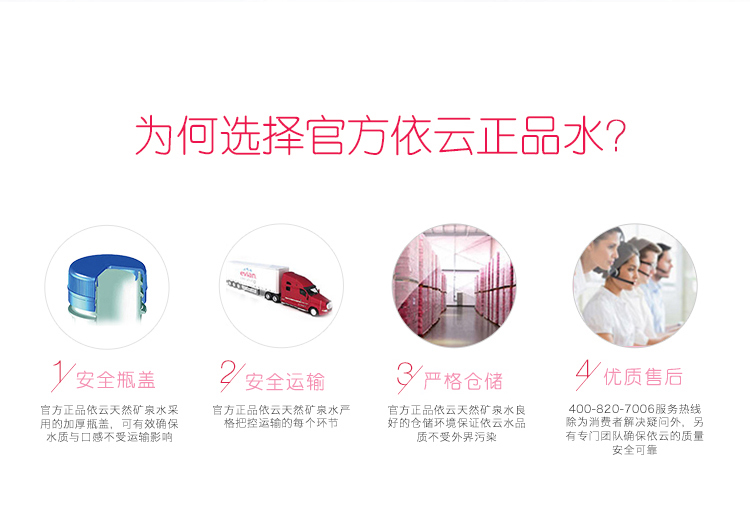 为何选择官方依云正品水?
evian
1/安全瓶盖
官方正品依云天然矿泉水采
用的加厚瓶盖，可有效确保
水质与口感不受运输影响
2/安全运输
官方正品依云天然矿泉水严
格把控运输的每个环节
3/严格仓储
官方正品依云天然矿泉水良
好的仓储环境保证依云水品
质不受外界污染
4/优质售后
400-820-7006服务热线
除为消费者解决疑问外，另
有专门团队确保依云的质量
安全可靠